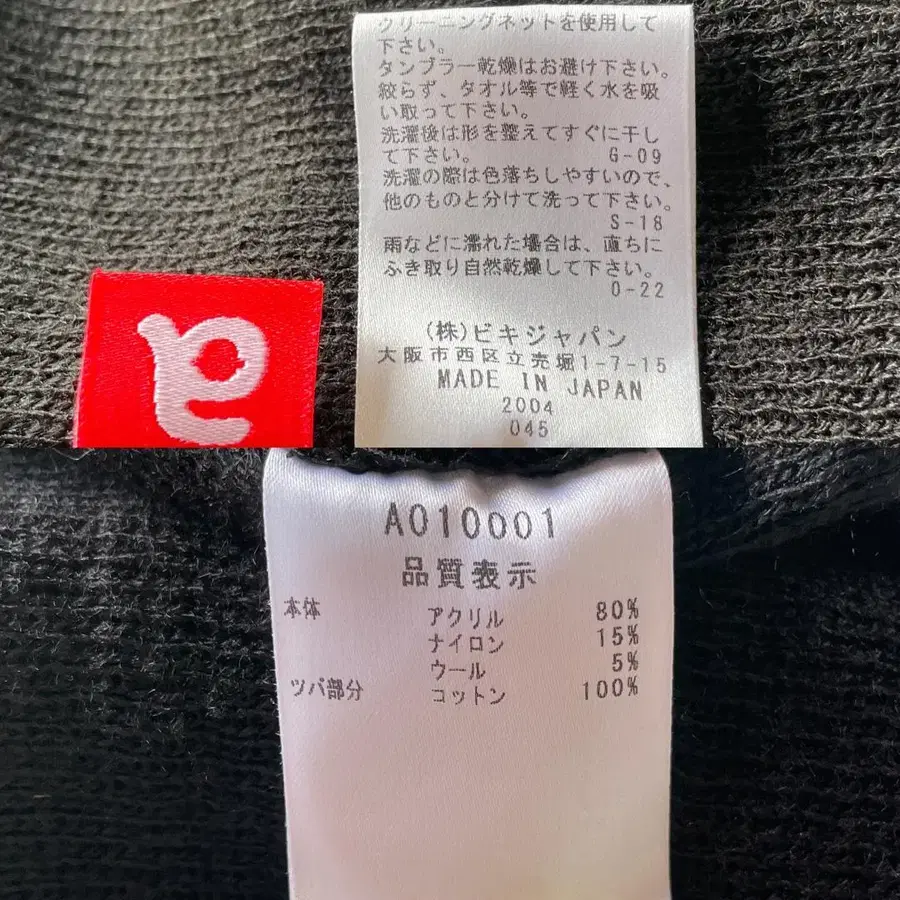 クリーニングネットを使用して
下さい。
タンブラー乾燥はお避け下さい。
絞らず、タオル等で軽く水を吸
い取って下さい。
洗濯後は形を整えてすぐに干し
て下さい。 G-09
洗濯の際は色落ちしやすいので、
他のものと分けて洗って下さい。
S-18
雨などに濡れた場合は、直ちに
ふき取り自然乾燥して下さい。
0-22
(株)ビキジャパン
大阪市西区立売堀1-7-15
MADE IN JAPAN
2004
045
A010001
品質表示
本体 アクリル 80%
ナイロン 15%
ウール 5%
ツバ部分 コットン 100%